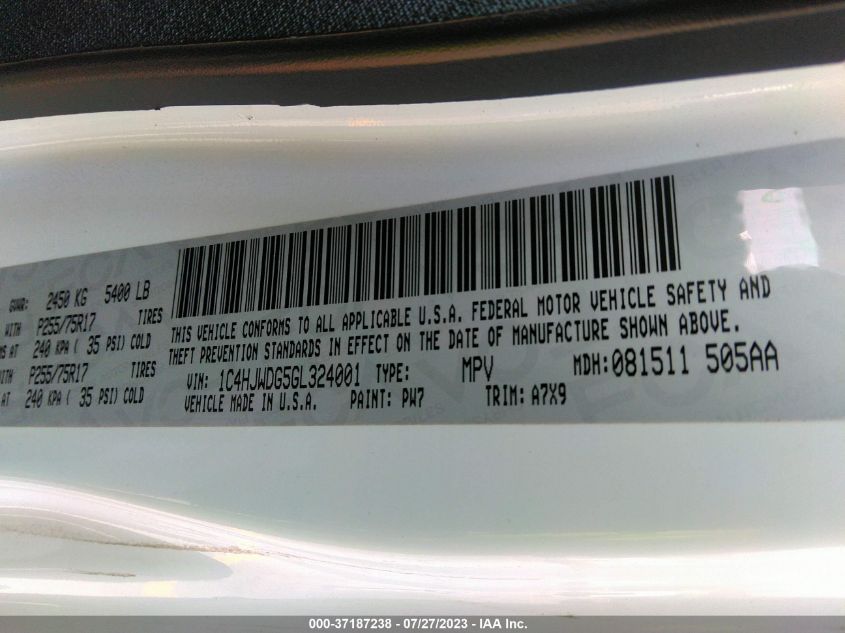 GVWR: 2450 KG 5400 LB
WITH P255/75R17 TIRES
AT 240 KPA ( 35 PSI) COLD
WITH P255/75R17 TIRES
AT 240 KPA ( 35 PSI) COLD
THIS VEHICLE CONFORMS TO ALL APPLICABLE U.S.A. FEDERAL MOTOR VEHICLE SAFETY AND
THEFT PREVENTION STANDARDS IN EFFECT ON THE DATE OF MANUFACTURE SHOWN ABOVE.
VIN: 1C4HJWDG5GL324001 TYPE: MPV MDH:081511 505AA
VEHICLE MADE IN U.S.A. PAINT: PW7 TRIM: A7X9
000-37187238 - 07/27/2023 - IAA Inc.